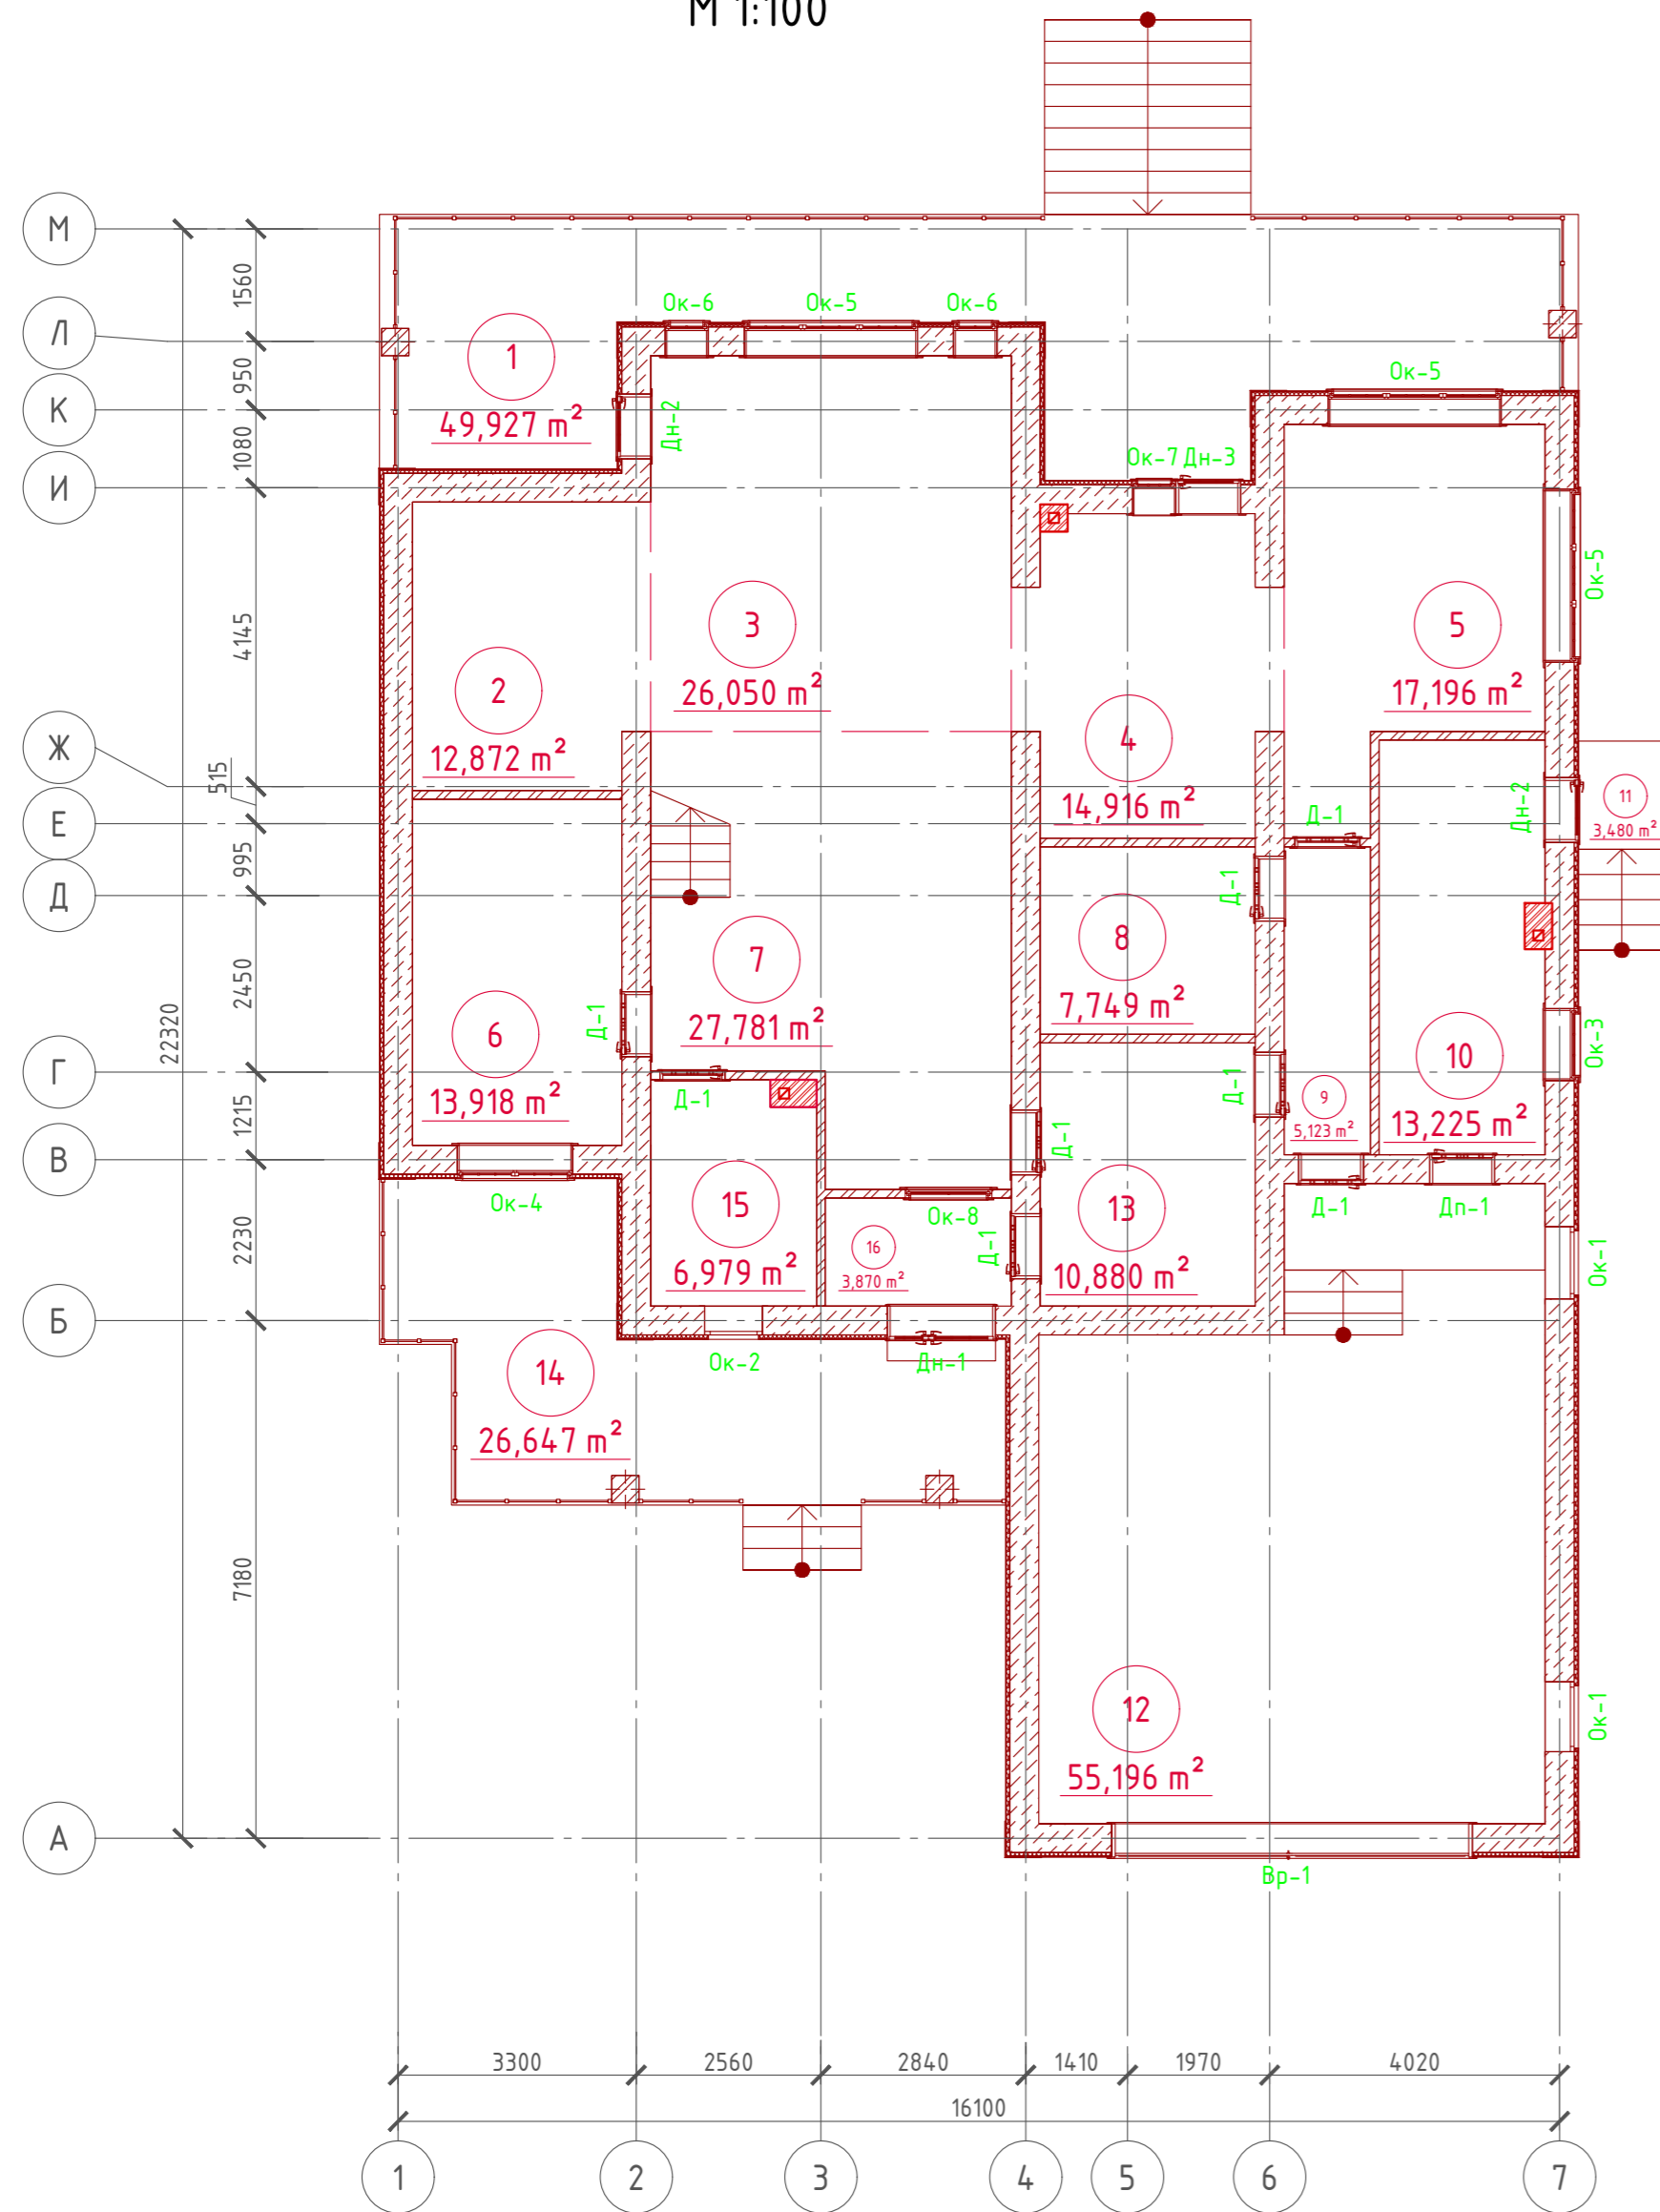 М 1:100
М
1560
Ок-6
Ок-5
Ок-6
Л
1
950
Ок-5
К
49,927 m²
Дн-2
1080
Ок-7 Дн-3
И
Ок-5
4145
3
5
2
26,050 m²
17,196 m²
4
Ж
12,872 m²
515
14,916 m²
Дн-2
11
3,480 m²
Е
Д-1
995
Д
Д-1
8
7
2450
7,749 m²
22320
6
27,781 m²
Д-1
10
Ок-3
Г
13,918 m²
Д-1
Д-1
9
5,123 m²
13,225 m²
1215
Д-1
В
Ок-4
15
Ок-8
13
Д-1
Дп-1
2230
16
3,870 m²
Д-1
6,979 m²
10,880 m²
Ок-1
Б
Ок-2
Дн-1
14
26,647 m²
7180
12
Ок-1
55,196 m²
А
Вр-1
3300
2560
2840
1410
1970
4020
16100
1
2
3
4
5
6
7